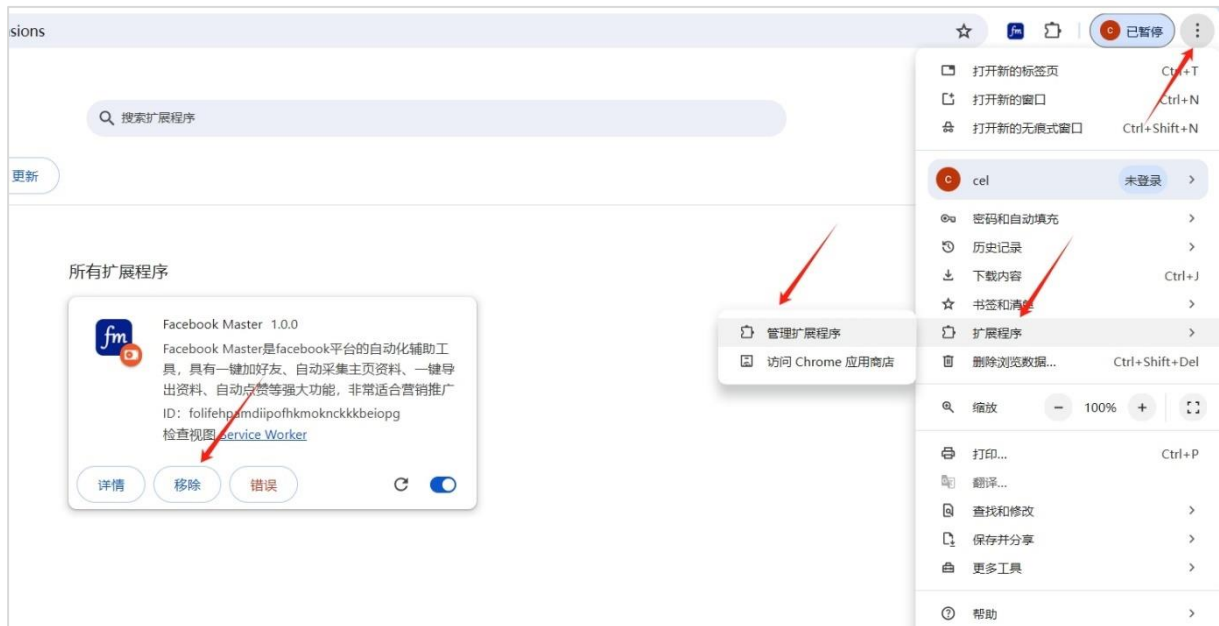 sions
fm
C 已暂停
打开新的标签页 Ctrl+T
打开新的窗口 Ctrl+N
打开新的无痕式窗口 Ctrl+Shift+N
搜索扩展程序
更新
C cel 未登录
密码和自动填充
历史记录
下载内容 Ctrl+J
书签和清单
扩展程序
删除浏览数据... Ctrl+Shift+Del
缩放 − 100% +
打印... Ctrl+P
翻译...
查找和修改
保存并分享
更多工具
帮助
管理扩展程序
访问 Chrome 应用商店
所有扩展程序
fm
Facebook Master 1.0.0
Facebook Master是facebook平台的自动化辅助工
具，具有一键加好友、自动采集主页资料、一键导
出资料、自动点赞等强大功能，非常适合营销推广
ID：folifehpamdiipofhkmoknckkkbeiopg
检查视图 Service Worker
详情 移除 错误